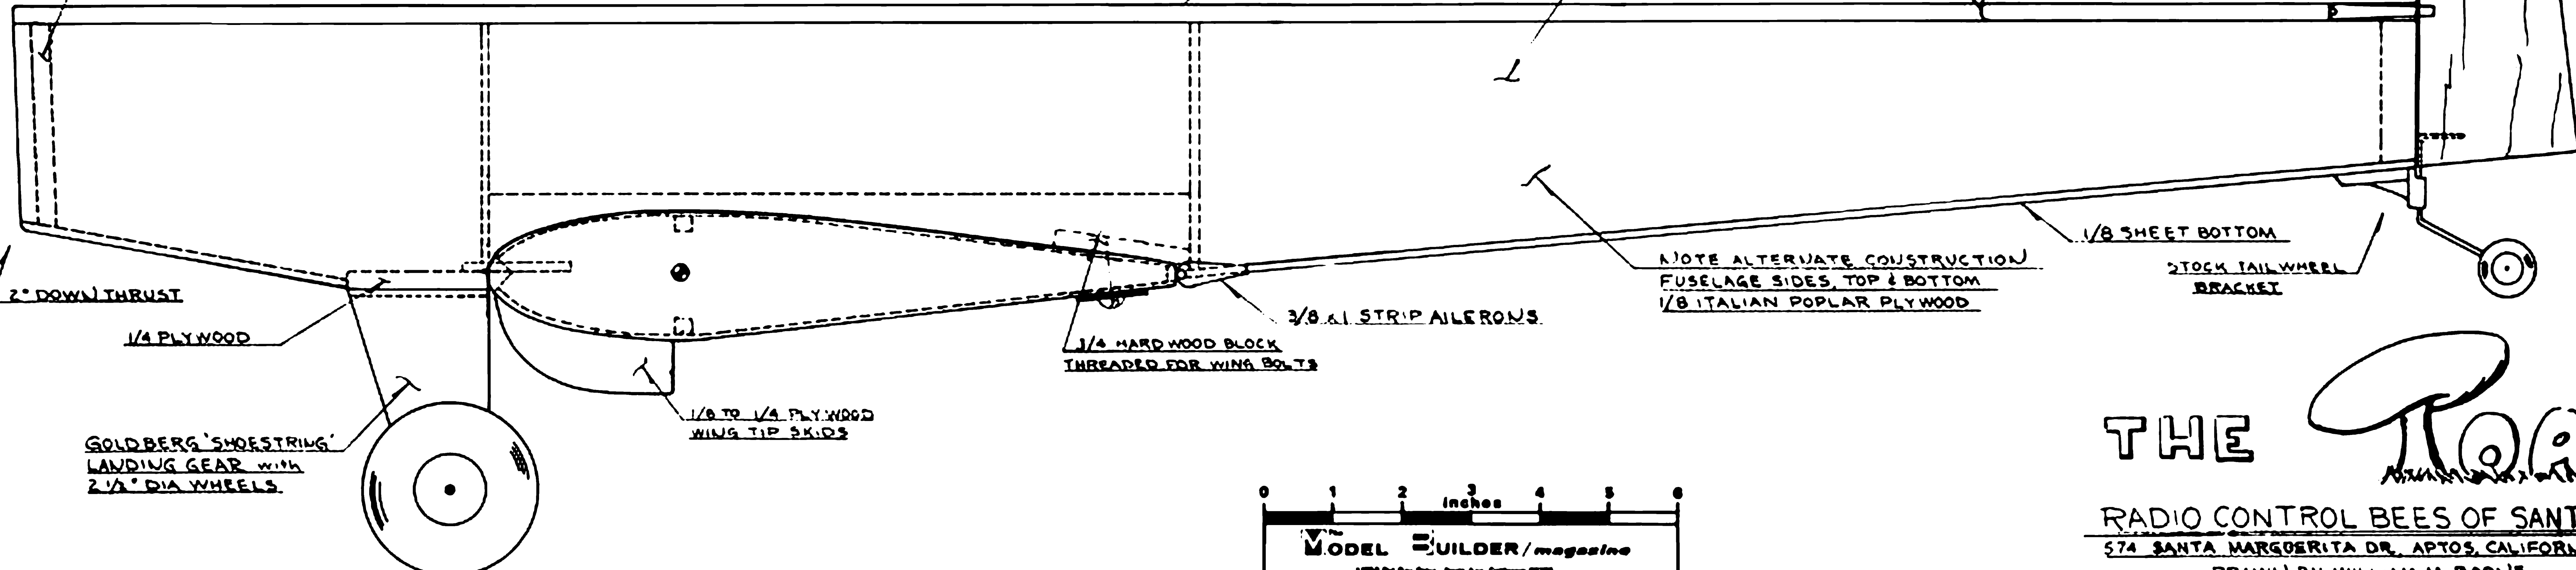 2° DOWN THRUST
1/4 PLYWOOD
GOLDBERG 'SHOESTRING'
LANDING GEAR with
2 1/2" DIA WHEELS
1/8 TO 1/4 PLYWOOD
WING TIP SKIDS
1/4 HARDWOOD BLOCK
THREADED FOR WING BOLTS
3/8 x 1 STRIP AILERONS
NOTE ALTERNATE CONSTRUCTION
FUSELAGE SIDES, TOP & BOTTOM
1/8 ITALIAN POPLAR PLYWOOD
1/8 SHEET BOTTOM
STOCK TAILWHEEL
BRACKET
0 1 2 3 4 5 6
inches
MODEL BUILDER/magazine
THE TOA
RADIO CONTROL BEES OF SANT
574 SANTA MARGUERITA DR. APTOS, CALIFORN